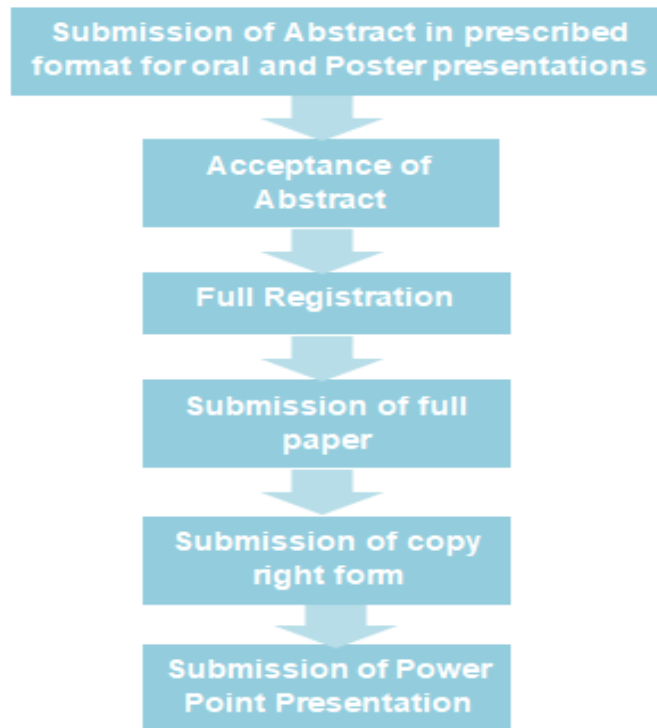 Submission of Abstract in prescribed
format for oral and Poster presentations
Acceptance of
Abstract
Full Registration
Submission of full
paper
Submission of copy
right form
Submission of Power
Point Presentation